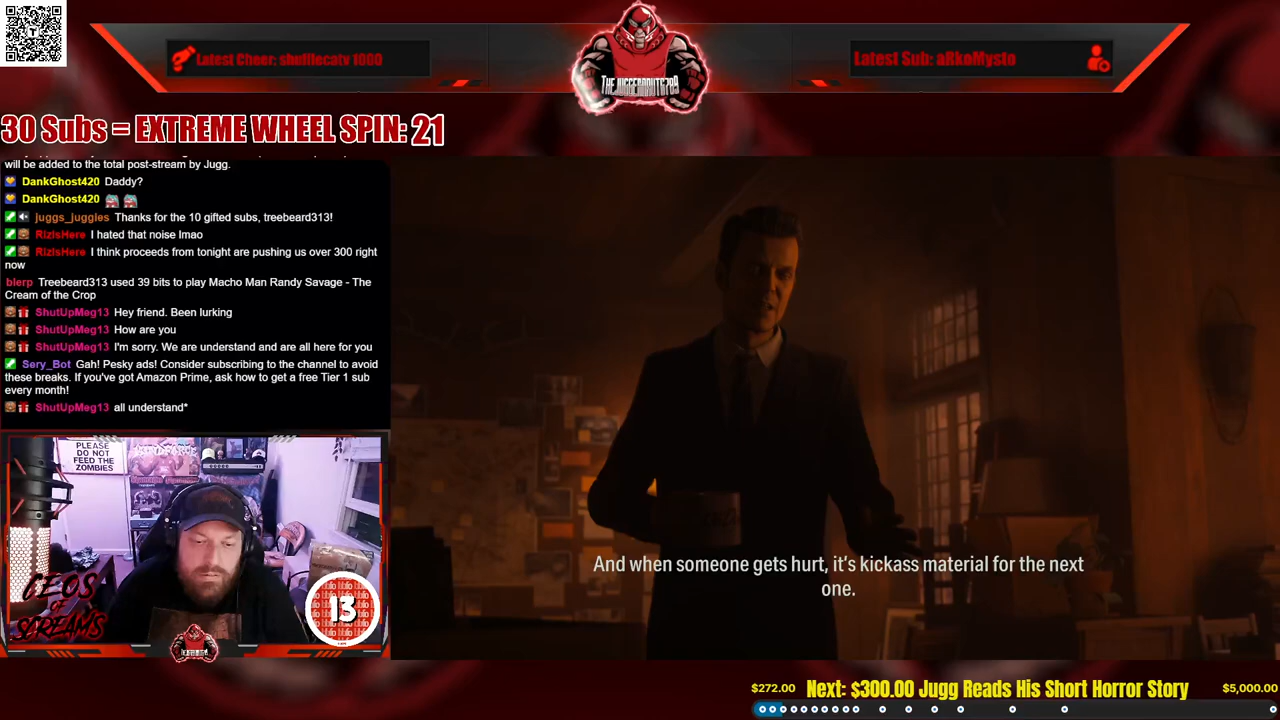 Latest Cheer: shufflecatv 1000
THEJUGGERNAUT6789
Latest Sub: aRkoMysto
30 Subs = EXTREME WHEEL SPIN: 21
will be added to the total post-stream by Jugg.
DankGhost420 Daddy?
DankGhost420
juggs_juggies Thanks for the 10 gifted subs, treebeard313!
RizIsHere I hated that noise lmao
RizIsHere I think proceeds from tonight are pushing us over 300 right
now
blerp Treebeard313 used 39 bits to play Macho Man Randy Savage - The
Cream of the Crop
ShutUpMeg13 Hey friend. Been lurking
ShutUpMeg13 How are you
ShutUpMeg13 I'm sorry. We are understand and are all here for you
Sery_Bot Gah! Pesky ads! Consider subscribing to the channel to avoid
these breaks. If you've got Amazon Prime, ask how to get a free Tier 1 sub
every month!
ShutUpMeg13 all understand*
PLEASE
DO NOT
FEED THE
ZOMBIES
CEOS
OF
SCREAMS
13
And when someone gets hurt, it's kickass material for the next
one.
$272.00 Next: $300.00 Jugg Reads His Short Horror Story $5,000.00